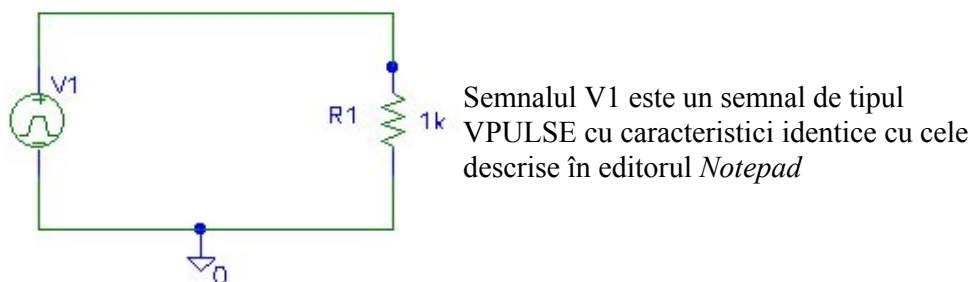 V1
R1
1k
0
Semnalul V1 este un semnal de tipul
VPULSE cu caracteristici identice cu cele
descrise în editorul Notepad